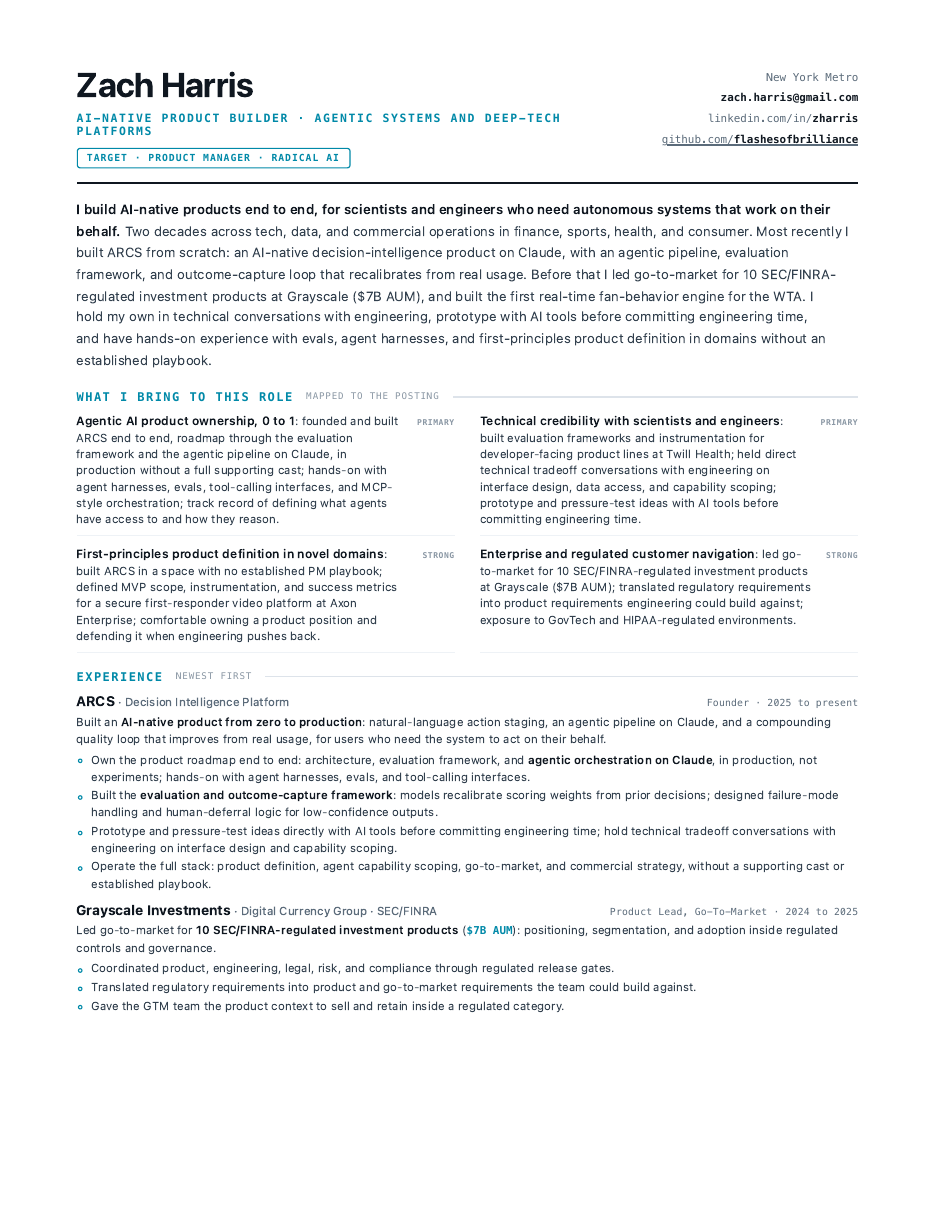 Zach Harris
New York Metro
AI-NATIVE PRODUCT BUILDER · AGENTIC SYSTEMS AND DEEP-TECH
PLATFORMS
zach.harris@gmail.com
linkedin.com/in/zharris
github.com/flashesofbrilliance
TARGET · PRODUCT MANAGER · RADICAL AI
I build AI-native products end to end, for scientists and engineers who need autonomous systems that work on their
behalf. Two decades across tech, data, and commercial operations in finance, sports, health, and consumer. Most recently I
built ARCS from scratch: an AI-native decision-intelligence product on Claude, with an agentic pipeline, evaluation
framework, and outcome-capture loop that recalibrates from real usage. Before that I led go-to-market for 10 SEC/FINRA-
regulated investment products at Grayscale ($7B AUM), and built the first real-time fan-behavior engine for the WTA. I
hold my own in technical conversations with engineering, prototype with AI tools before committing engineering time,
and have hands-on experience with evals, agent harnesses, and first-principles product definition in domains without an
established playbook.
WHAT I BRING TO THIS ROLE MAPPED TO THE POSTING
Agentic AI product ownership, 0 to 1: founded and built PRIMARY
ARCS end to end, roadmap through the evaluation
framework and the agentic pipeline on Claude, in
production without a full supporting cast; hands-on with
agent harnesses, evals, tool-calling interfaces, and MCP-
style orchestration; track record of defining what agents
have access to and how they reason.
Technical credibility with scientists and engineers: PRIMARY
built evaluation frameworks and instrumentation for
developer-facing product lines at Twill Health; held direct
technical tradeoff conversations with engineering on
interface design, data access, and capability scoping;
prototype and pressure-test ideas with AI tools before
committing engineering time.
First-principles product definition in novel domains: STRONG
built ARCS in a space with no established PM playbook;
defined MVP scope, instrumentation, and success metrics
for a secure first-responder video platform at Axon
Enterprise; comfortable owning a product position and
defending it when engineering pushes back.
Enterprise and regulated customer navigation: led go- STRONG
to-market for 10 SEC/FINRA-regulated investment products
at Grayscale ($7B AUM); translated regulatory requirements
into product requirements engineering could build against;
exposure to GovTech and HIPAA-regulated environments.
EXPERIENCE NEWEST FIRST
ARCS · Decision Intelligence Platform Founder · 2025 to present
Built an AI-native product from zero to production: natural-language action staging, an agentic pipeline on Claude, and a compounding
quality loop that improves from real usage, for users who need the system to act on their behalf.
Own the product roadmap end to end: architecture, evaluation framework, and agentic orchestration on Claude, in production, not
experiments; hands-on with agent harnesses, evals, and tool-calling interfaces.
Built the evaluation and outcome-capture framework: models recalibrate scoring weights from prior decisions; designed failure-mode
handling and human-deferral logic for low-confidence outputs.
Prototype and pressure-test ideas directly with AI tools before committing engineering time; hold technical tradeoff conversations with
engineering on interface design and capability scoping.
Operate the full stack: product definition, agent capability scoping, go-to-market, and commercial strategy, without a supporting cast or
established playbook.
Grayscale Investments · Digital Currency Group · SEC/FINRA Product Lead, Go-To-Market · 2024 to 2025
Led go-to-market for 10 SEC/FINRA-regulated investment products ($7B AUM): positioning, segmentation, and adoption inside regulated
controls and governance.
Coordinated product, engineering, legal, risk, and compliance through regulated release gates.
Translated regulatory requirements into product and go-to-market requirements the team could build against.
Gave the GTM team the product context to sell and retain inside a regulated category.